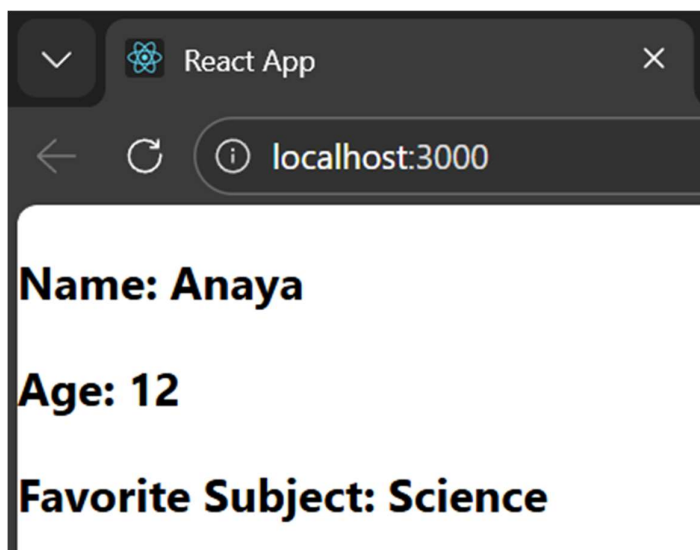 React App
localhost:3000
Name: Anaya
Age: 12
Favorite Subject: Science